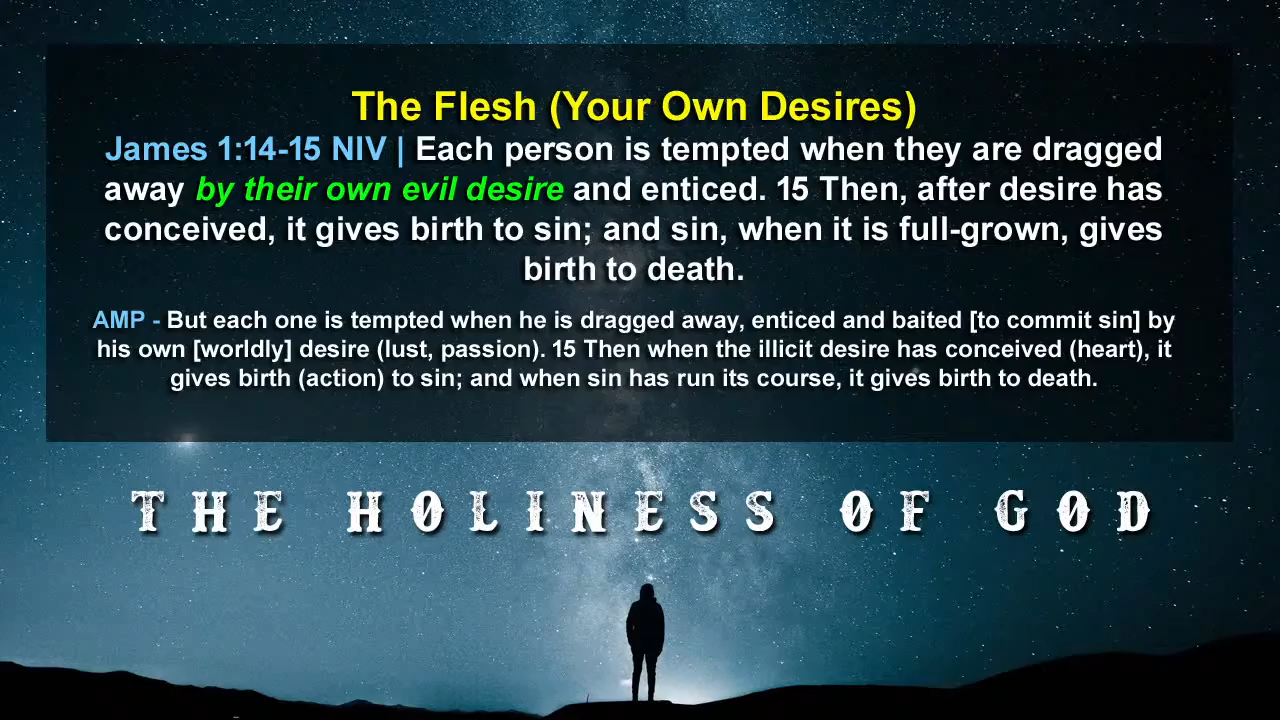 The Flesh (Your Own Desires)
James 1:14-15 NIV | Each person is tempted when they are dragged
away by their own evil desire and enticed. 15 Then, after desire has
conceived, it gives birth to sin; and sin, when it is full-grown, gives
birth to death.
AMP - But each one is tempted when he is dragged away, enticed and baited [to commit sin] by
his own [worldly] desire (lust, passion). 15 Then when the illicit desire has conceived (heart), it
gives birth (action) to sin; and when sin has run its course, it gives birth to death.
THE HOLINESS OF GOD